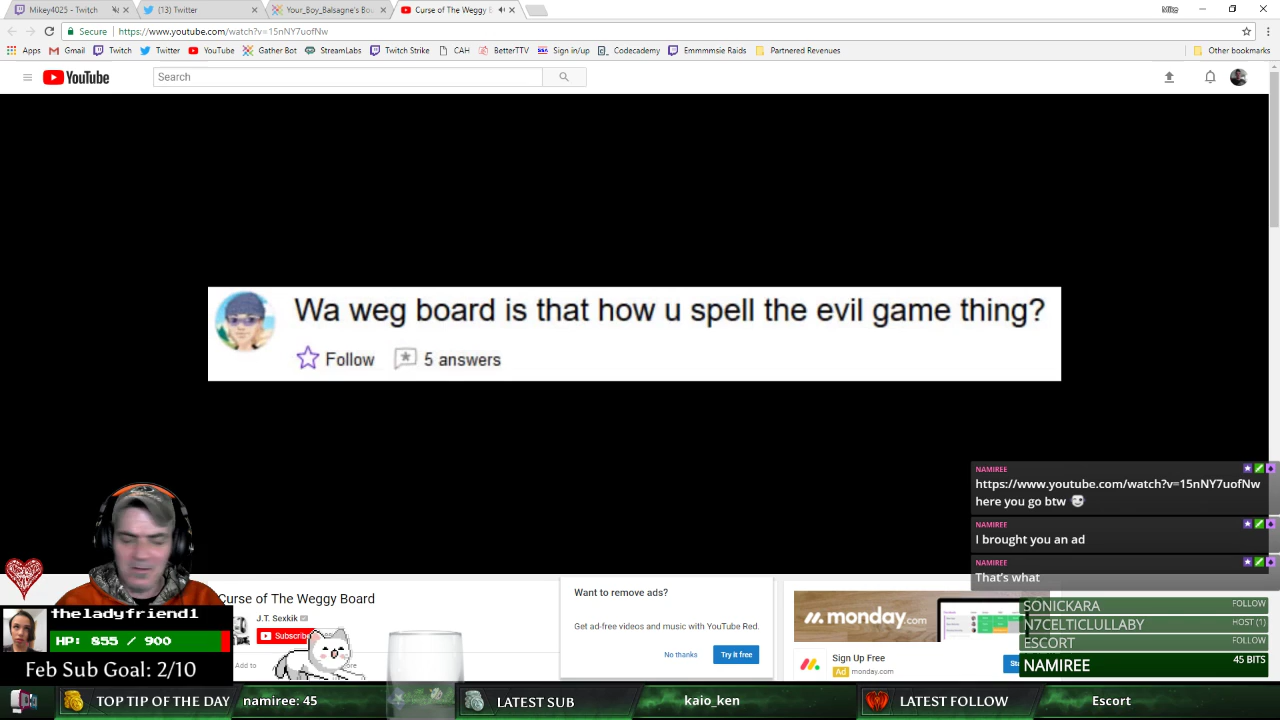 Mikey4025 - Twitch
(13) Twitter
Your_Boy_Balsagne's Bou
Curse of The Weggy B
Mike
Secure
https://www.youtube.com/watch?v=15nNY7uofNw
Apps
Gmail
Twitch
Twitter
YouTube
Gather Bot
StreamLabs
Twitch Strike
CAH
BetterTTV
Sign in/up
Codecademy
Emmmmsie Raids
Partnered Revenues
Other bookmarks
YouTube
Search
Wa weg board is that how u spell the evil game thing?
Follow
5 answers
NAMIREE
https://www.youtube.com/watch?v=15nNY7uofNw
here you go btw
NAMIREE
I brought you an ad
NAMIREE
That's what
Curse of The Weggy Board
J.T. Sexkik
Subscribe
Add to
Want to remove ads?
Get ad-free videos and music with YouTube Red.
No thanks
Try it free
monday.com
Sign Up Free
Ad monday.com
SONICKARA FOLLOW
N7CELTICLULLABY HOST (1)
ESCORT FOLLOW
NAMIREE 45 BITS
theladyfriend1
HP: 855 / 900
Feb Sub Goal: 2/10
TOP TIP OF THE DAY
namiree: 45
LATEST SUB
kaio_ken
LATEST FOLLOW
Escort